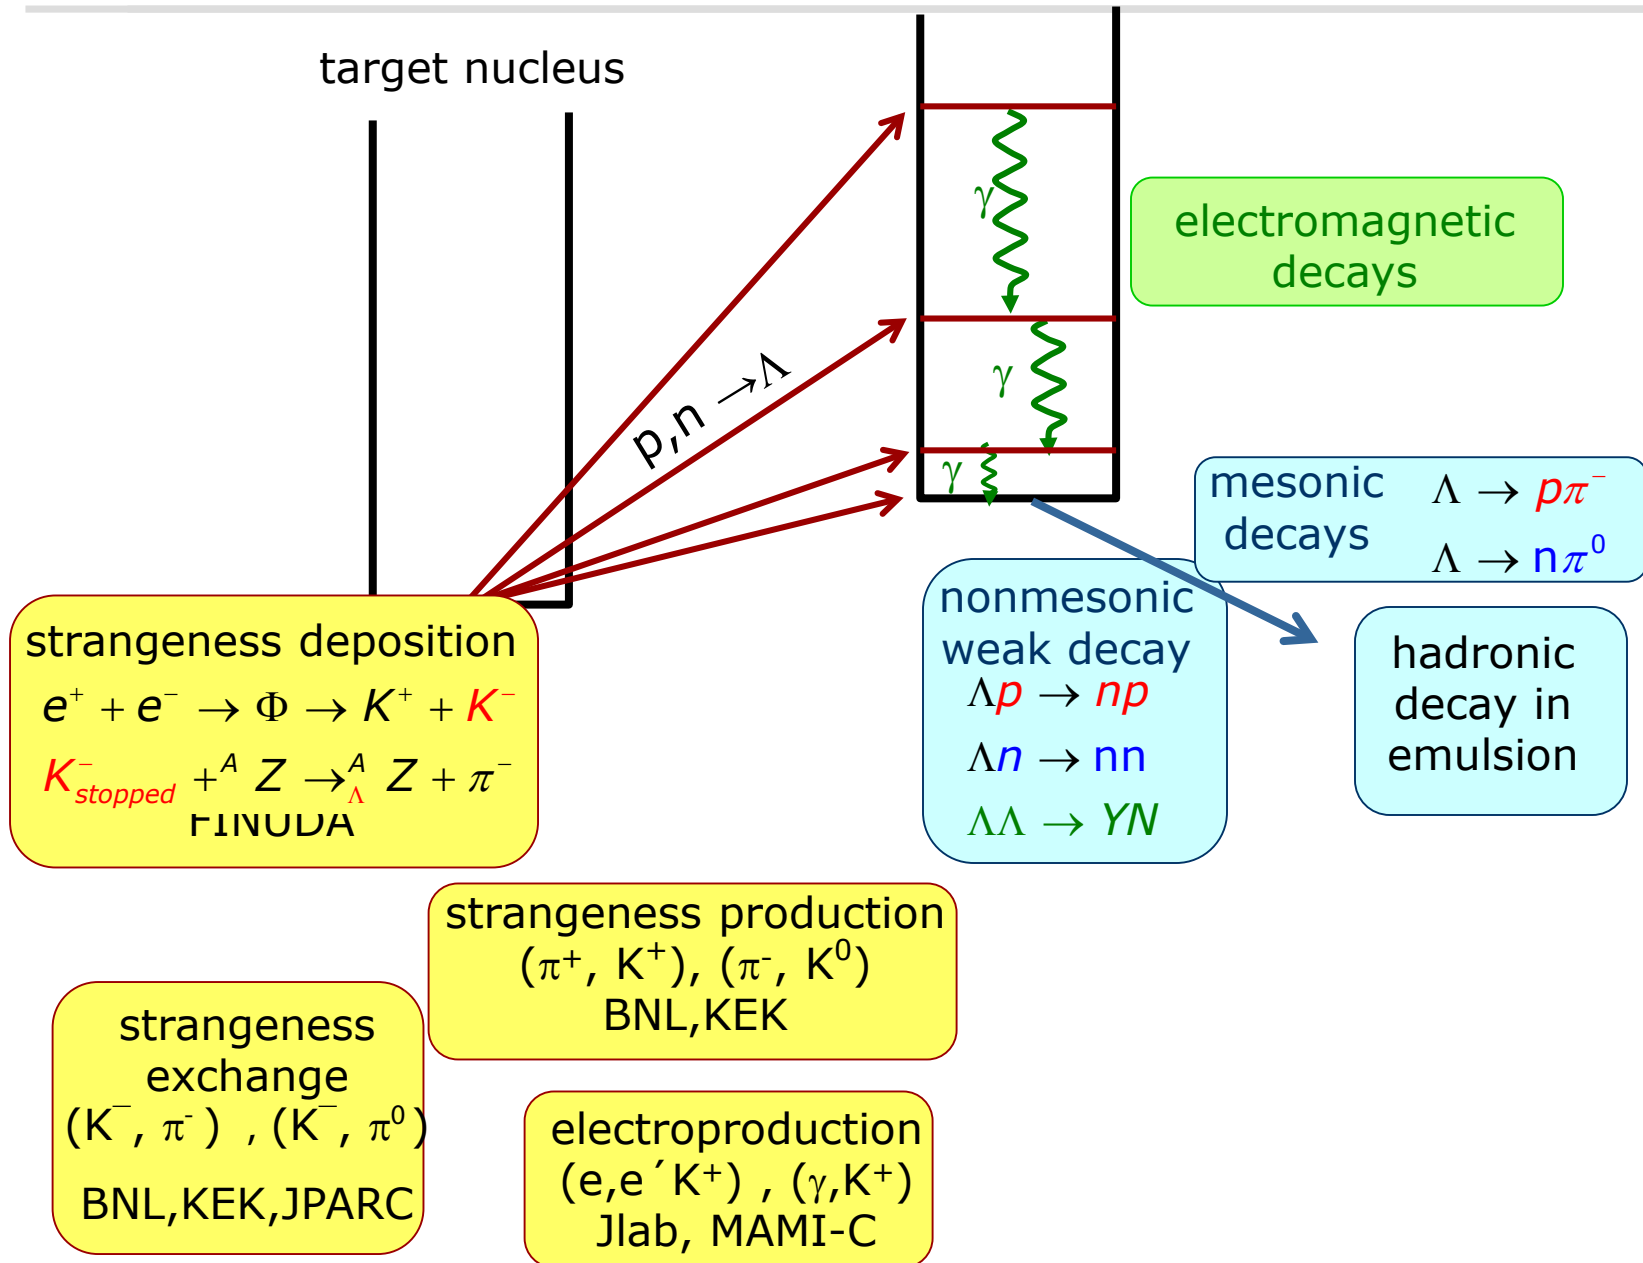 target nucleus
γ
electromagnetic
decays
p,n →Λ
γ
γ
mesonic
decays
Λ → pπ⁻
Λ → nπ⁰
nonmesonic
weak decay
Λp → np
Λn → nn
ΛΛ → YN
hadronic
decay in
emulsion
strangeness deposition
e⁺ + e⁻ → Φ → K⁺ + K⁻
K⁻stopped + ᴬ Z → ᴬΛ Z + π⁻
FINUDA
strangeness production
(π⁺, K⁺), (π⁻, K⁰)
BNL,KEK
strangeness
exchange
(K⁻, π⁻) , (K⁻, π⁰)
BNL,KEK,JPARC
electroproduction
(e,e´K⁺) , (γ,K⁺)
Jlab, MAMI-C